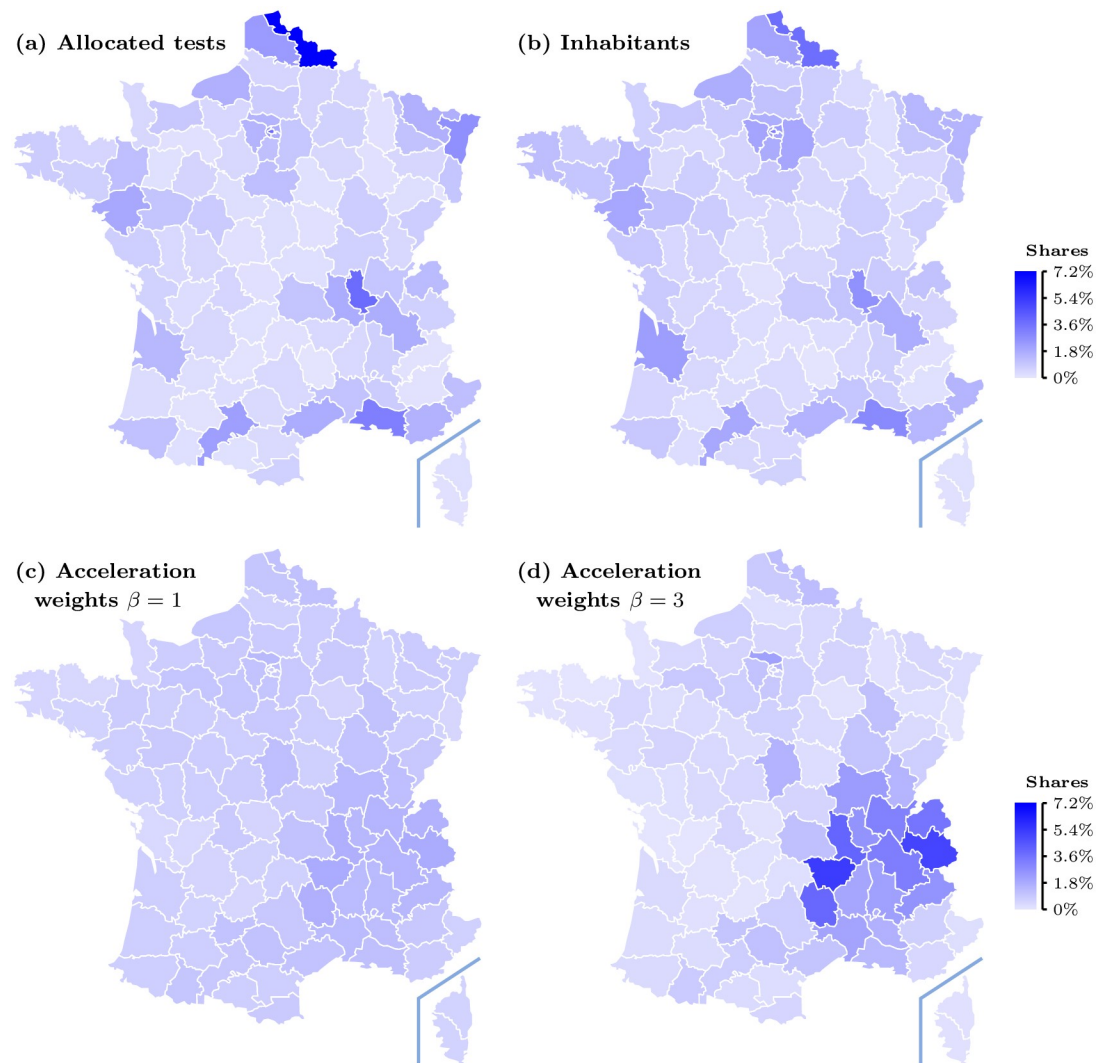 (a) Allocated tests
(b) Inhabitants
Shares
7.2%
5.4%
3.6%
1.8%
0%
(c) Acceleration
weights β = 1
(d) Acceleration
weights β = 3
Shares
7.2%
5.4%
3.6%
1.8%
0%